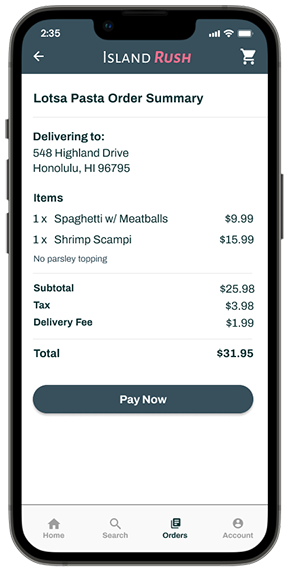 2:35
ISLAND RUSH
Lotsa Pasta Order Summary
Delivering to:
548 Highland Drive
Honolulu, HI 96795
Items
1 x Spaghetti w/ Meatballs $9.99
1 x Shrimp Scampi $15.99
No parsley topping
Subtotal $25.98
Tax $3.98
Delivery Fee $1.99
Total $31.95
Pay Now
Home Search Orders Account